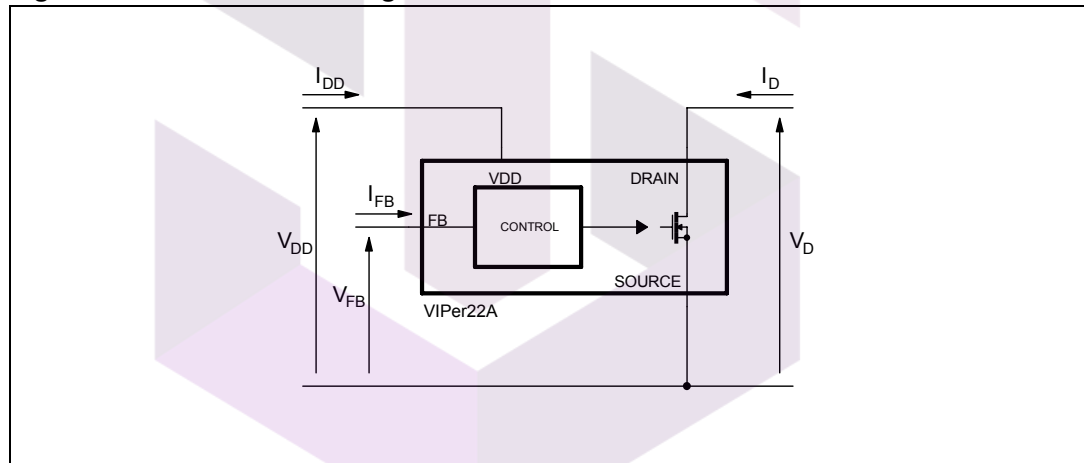 I_DD
I_D
VDD
DRAIN
I_FB
FB
CONTROL
V_DD
V_D
V_FB
SOURCE
VIPer22A